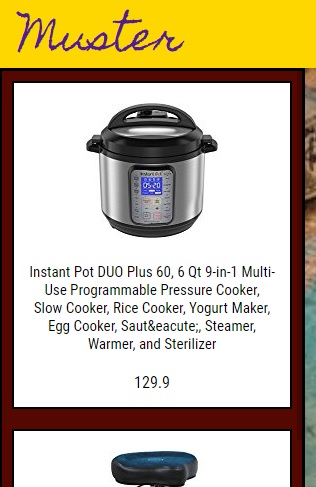 Muster
Instant Pot DUO Plus 60, 6 Qt 9-in-1 Multi-
Use Programmable Pressure Cooker,
Slow Cooker, Rice Cooker, Yogurt Maker,
Egg Cooker, Saut&eacute;, Steamer,
Warmer, and Sterilizer
129.9